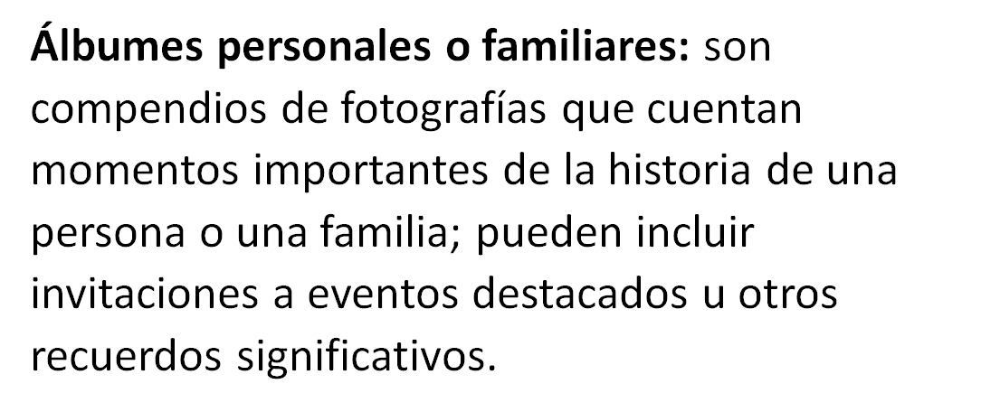 Álbumes personales o familiares: son
compendios de fotografías que cuentan
momentos importantes de la historia de una
persona o una familia; pueden incluir
invitaciones a eventos destacados u otros
recuerdos significativos.